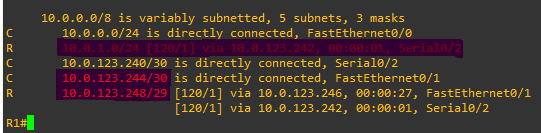 10.0.0.0/8 is variably subnetted, 5 subnets, 3 masks
C 10.0.0.0/24 is directly connected, FastEthernet0/0
R 10.0.1.0/24 [120/1] via 10.0.123.242, 00:00:01, Serial0/2
C 10.0.123.240/30 is directly connected, Serial0/2
C 10.0.123.244/30 is directly connected, FastEthernet0/1
R 10.0.123.248/29 [120/1] via 10.0.123.246, 00:00:27, FastEthernet0/1
[120/1] via 10.0.123.242, 00:00:01, Serial0/2
R1#